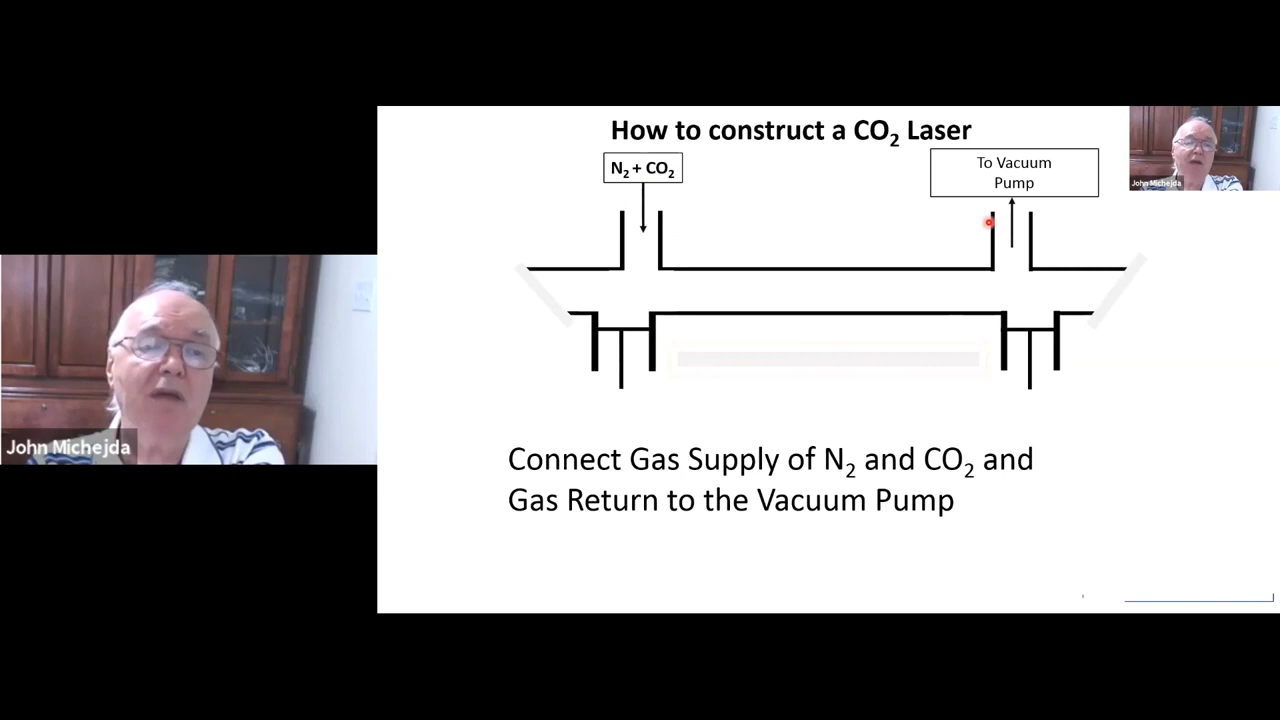 How to construct a CO₂ Laser
N₂ + CO₂
To Vacuum
Pump
John Michejda
John Michejda
Connect Gas Supply of N₂ and CO₂ and
Gas Return to the Vacuum Pump